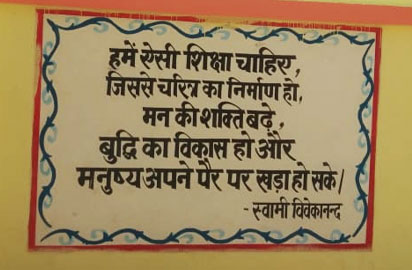 हमें ऐसी शिक्षा चाहिए,
जिससे चरित्र का निर्माण हो,
मन की शक्ति बढ़े,
बुद्धि का विकास हो और
मनुष्य अपने पैर पर खड़ा हो सके।
- स्वामी विवेकानन्द